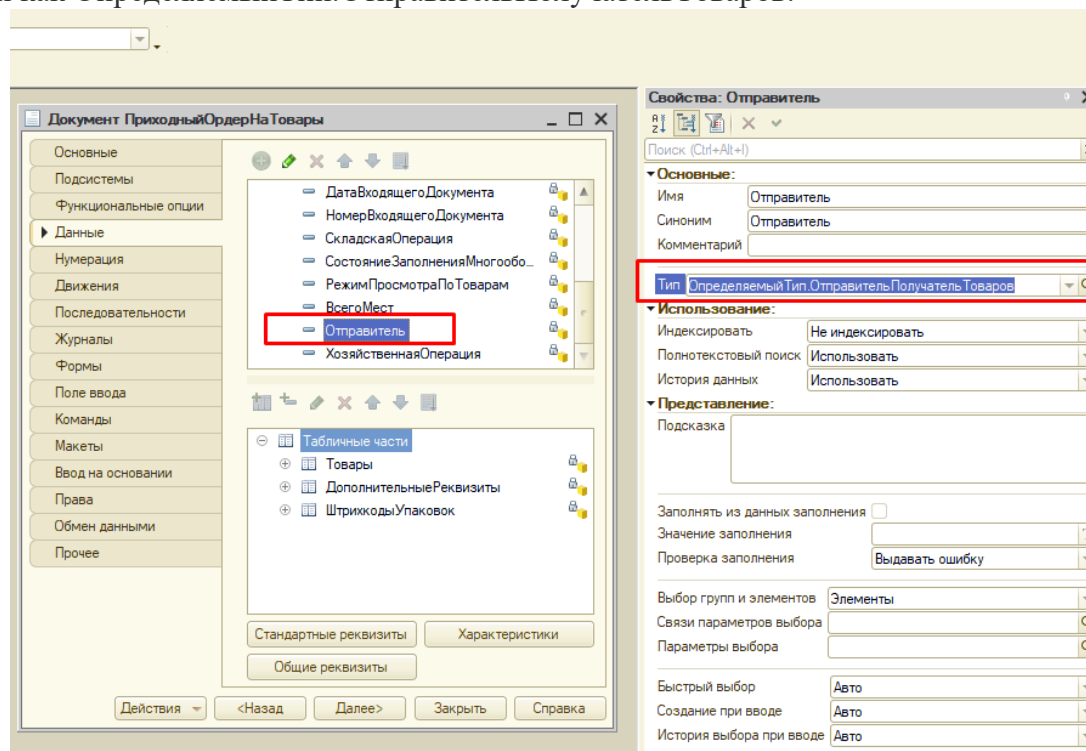 как ОпределяемыйТип.ОтправительПолучательТоваров.
Документ ПриходныйОрдерНаТовары
Основные
Подсистемы
Функциональные опции
Данные
Нумерация
Движения
Последовательности
Журналы
Формы
Поле ввода
Команды
Макеты
Ввод на основании
Права
Обмен данными
Прочее
ДатаВходящегоДокумента
НомерВходящегоДокумента
СкладскаяОперация
СостояниеЗаполненияМногообо...
РежимПросмотраПоТоварам
ВсегоМест
Отправитель
ХозяйственнаяОперация
Табличные части
Товары
ДополнительныеРеквизиты
ШтрихкодыУпаковок
Стандартные реквизиты
Характеристики
Общие реквизиты
Действия
<Назад
Далее>
Закрыть
Справка
Свойства: Отправитель
Поиск (Ctrl+Alt+I)
Основные:
Имя Отправитель
Синоним Отправитель
Комментарий
Тип ОпределяемыйТип.ОтправительПолучательТоваров
Использование:
Индексировать Не индексировать
Полнотекстовый поиск Использовать
История данных Использовать
Представление:
Подсказка
Заполнять из данных заполнения
Значение заполнения
Проверка заполнения Выдавать ошибку
Выбор групп и элементов Элементы
Связи параметров выбора
Параметры выбора
Быстрый выбор Авто
Создание при вводе Авто
История выбора при вводе Авто